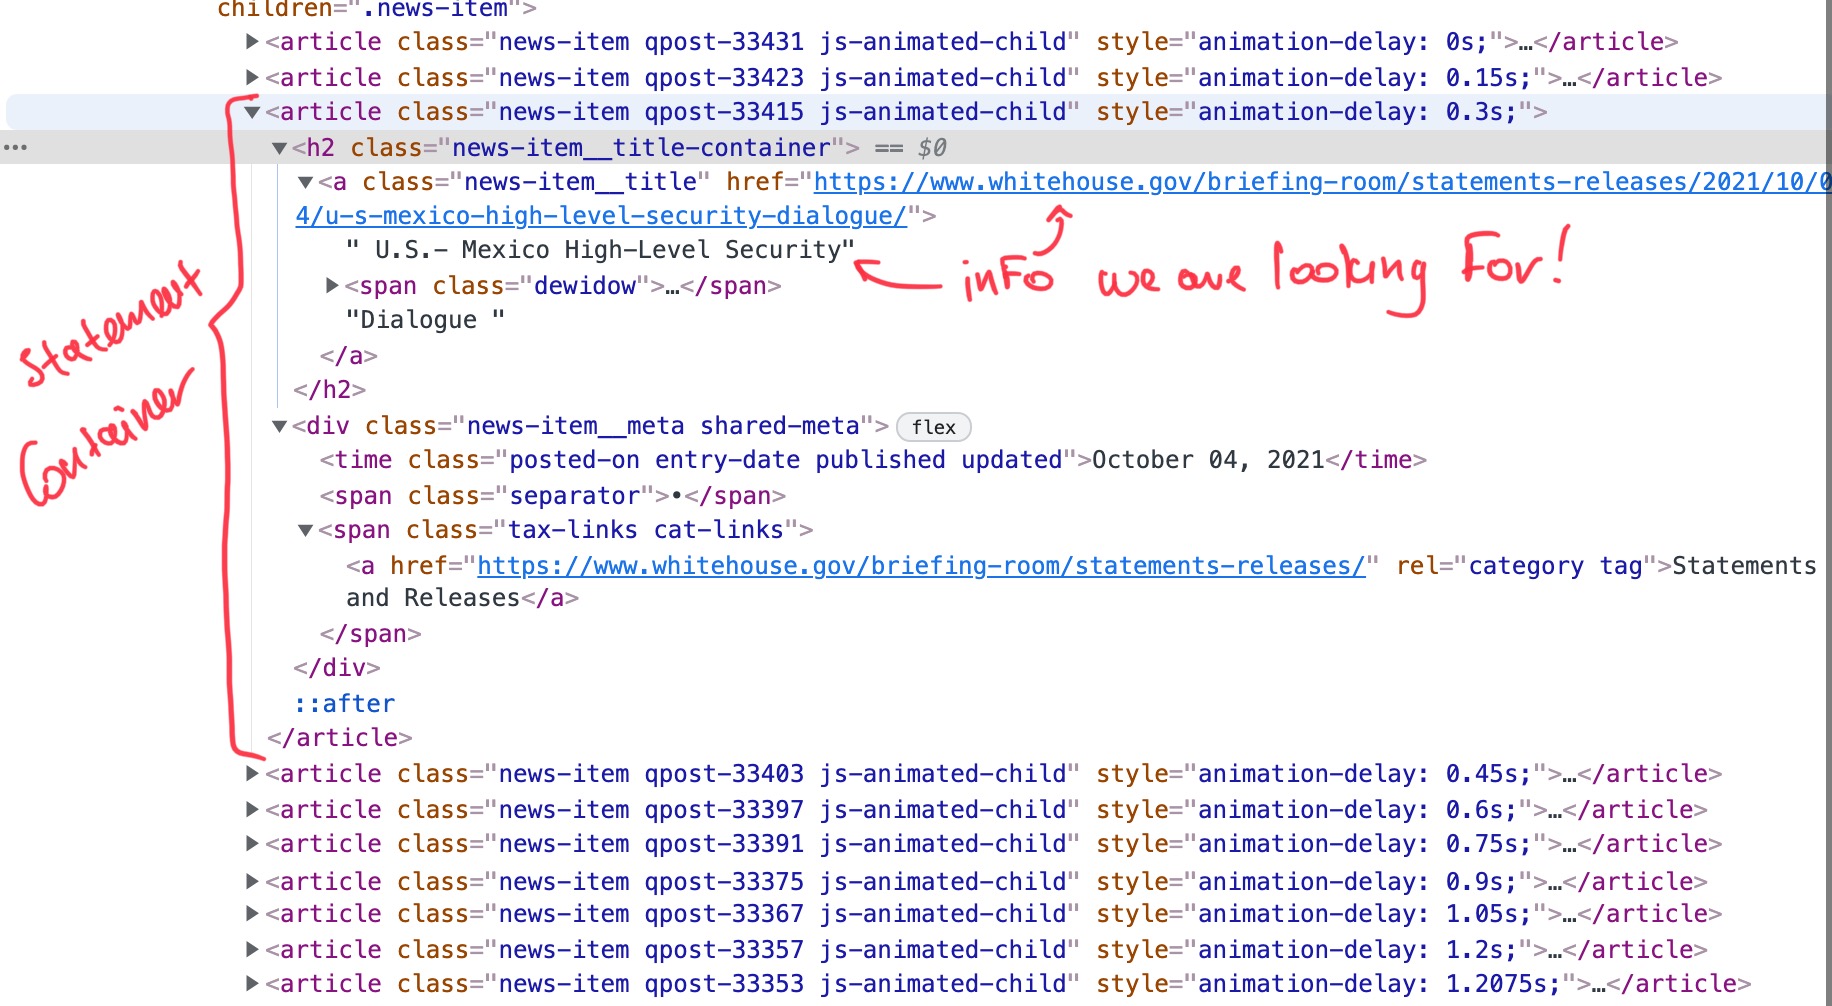 children=".news-item">
▶<article class="news-item qpost-33431 js-animated-child" style="animation-delay: 0s;">…</article>
▶<article class="news-item qpost-33423 js-animated-child" style="animation-delay: 0.15s;">…</article>
▼<article class="news-item qpost-33415 js-animated-child" style="animation-delay: 0.3s;">
… ▼<h2 class="news-item__title-container"> == $0
▼<a class="news-item__title" href="https://www.whitehouse.gov/briefing-room/statements-releases/2021/10/0
4/u-s-mexico-high-level-security-dialogue/">
" U.S.- Mexico High-Level Security"
info we are looking For!
▶<span class="dewidow">…</span>
"Dialogue "
</a>
</h2>
Statement
Container
▼<div class="news-item__meta shared-meta"> flex
<time class="posted-on entry-date published updated">October 04, 2021</time>
<span class="separator">•</span>
▼<span class="tax-links cat-links">
<a href="https://www.whitehouse.gov/briefing-room/statements-releases/" rel="category tag">Statements
and Releases</a>
</span>
</div>
::after
</article>
▶<article class="news-item qpost-33403 js-animated-child" style="animation-delay: 0.45s;">…</article>
▶<article class="news-item qpost-33397 js-animated-child" style="animation-delay: 0.6s;">…</article>
▶<article class="news-item qpost-33391 js-animated-child" style="animation-delay: 0.75s;">…</article>
▶<article class="news-item qpost-33375 js-animated-child" style="animation-delay: 0.9s;">…</article>
▶<article class="news-item qpost-33367 js-animated-child" style="animation-delay: 1.05s;">…</article>
▶<article class="news-item qpost-33357 js-animated-child" style="animation-delay: 1.2s;">…</article>
▶<article class="news-item qpost-33353 js-animated-child" style="animation-delay: 1.2075s;">…</article>